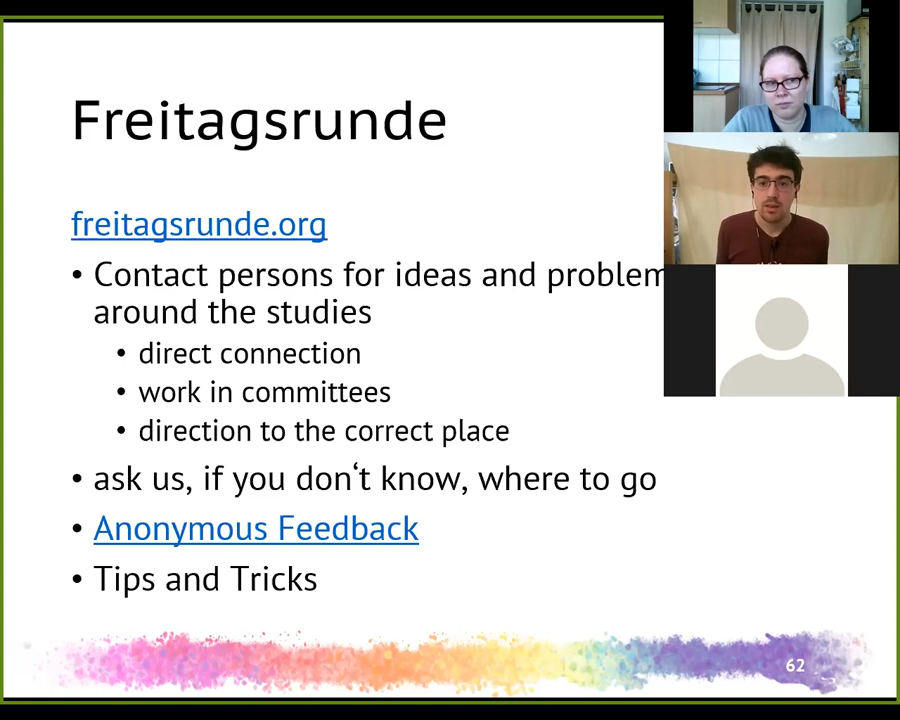 Freitagsrunde
freitagsrunde.org
• Contact persons for ideas and problem
around the studies
• direct connection
• work in committees
• direction to the correct place
• ask us, if you don‘t know, where to go
• Anonymous Feedback
• Tips and Tricks
62